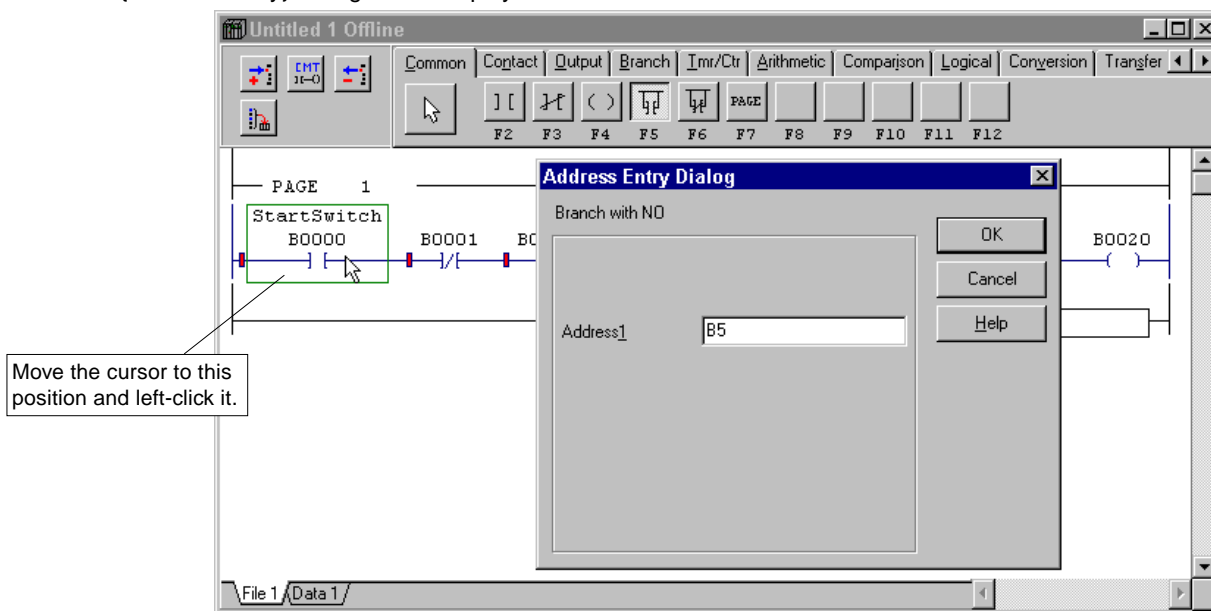 Untitled 1 Offline
CMT
Common Contact Output Branch Tmr/Ctr Arithmetic Comparison Logical Conversion Transfer
PAGE
F2 F3 F4 F5 F6 F7 F8 F9 F10 F11 F12
PAGE 1
Address Entry Dialog
Branch with NO
StartSwitch
B0000 B0001 B0020
OK
Cancel
Help
Address1 B5
Move the cursor to this
position and left-click it.
File 1 Data 1